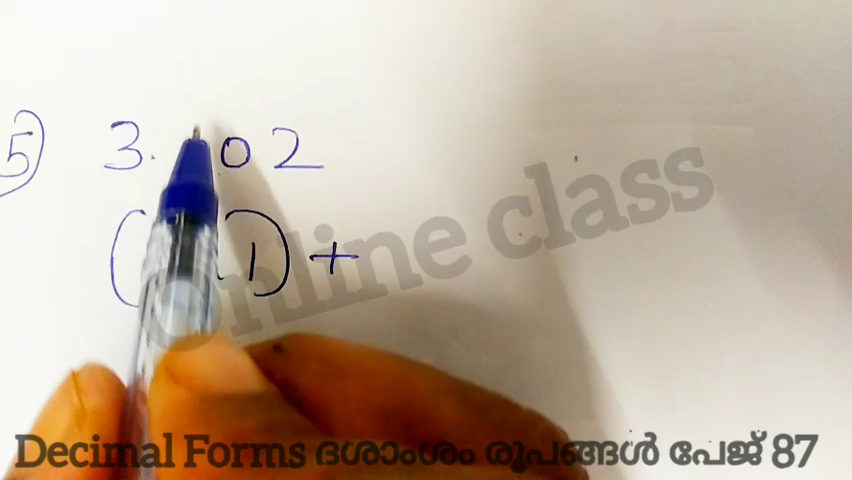 5) 3. 02
1) +
Online class
Decimal Forms ദശാംശം രൂപങ്ങൾ പേജ് 87